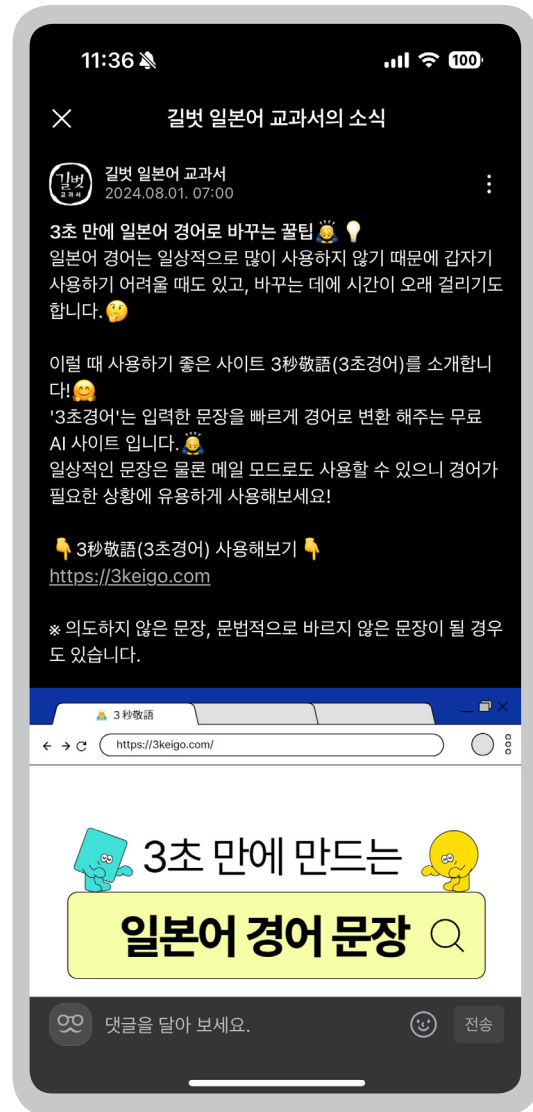 11:36
100
길벗 일본어 교과서의 소식
길벗
교과서
길벗 일본어 교과서
2024.08.01. 07:00
3초 만에 일본어 경어로 바꾸는 꿀팁🙇💡
일본어 경어는 일상적으로 많이 사용하지 않기 때문에 갑자기
사용하기 어려울 때도 있고, 바꾸는 데에 시간이 오래 걸리기도
합니다.🤔
이럴 때 사용하기 좋은 사이트 3秒敬語(3초경어)를 소개합니
다!🤗
'3초경어'는 입력한 문장을 빠르게 경어로 변환 해주는 무료
AI 사이트 입니다.🙇
일상적인 문장은 물론 메일 모드로도 사용할 수 있으니 경어가
필요한 상황에 유용하게 사용해보세요!
👇3秒敬語(3초경어) 사용해보기👇
https://3keigo.com
※ 의도하지 않은 문장, 문법적으로 바르지 않은 문장이 될 경우
도 있습니다.
3秒敬語
https://3keigo.com/
3초 만에 만드는
일본어 경어 문장
댓글을 달아 보세요.
전송